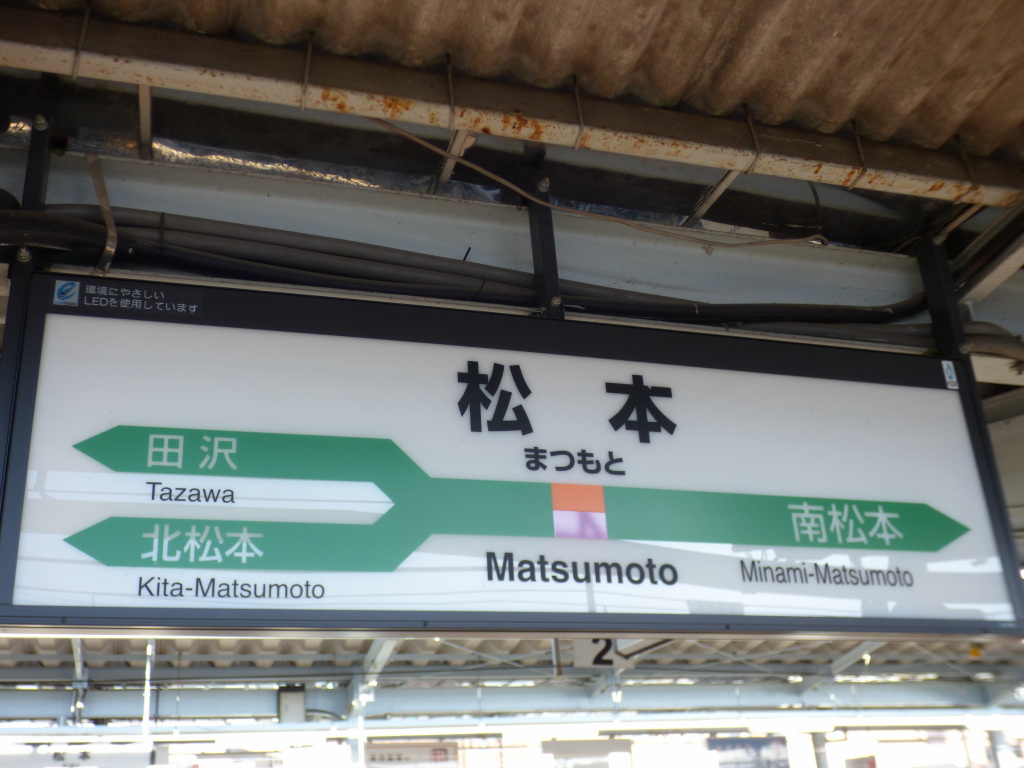 環境にやさしい
LEDを使用しています
松本
まつもと
田沢
Tazawa
北松本
Kita-Matsumoto
Matsumoto
南松本
Minami-Matsumoto
2
松本